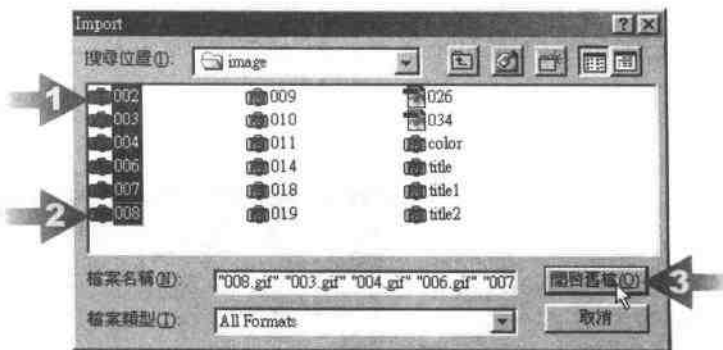 Import
搜尋位置(I): image
1 002 009 026
003 010 034
004 011 color
006 014 title
007 018 title1
2 008 019 title2
檔案名稱(N): "008.gif" "003.gif" "004.gif" "006.gif" "007 開啟舊檔(O) 3
檔案類型(T): All Formats 取消